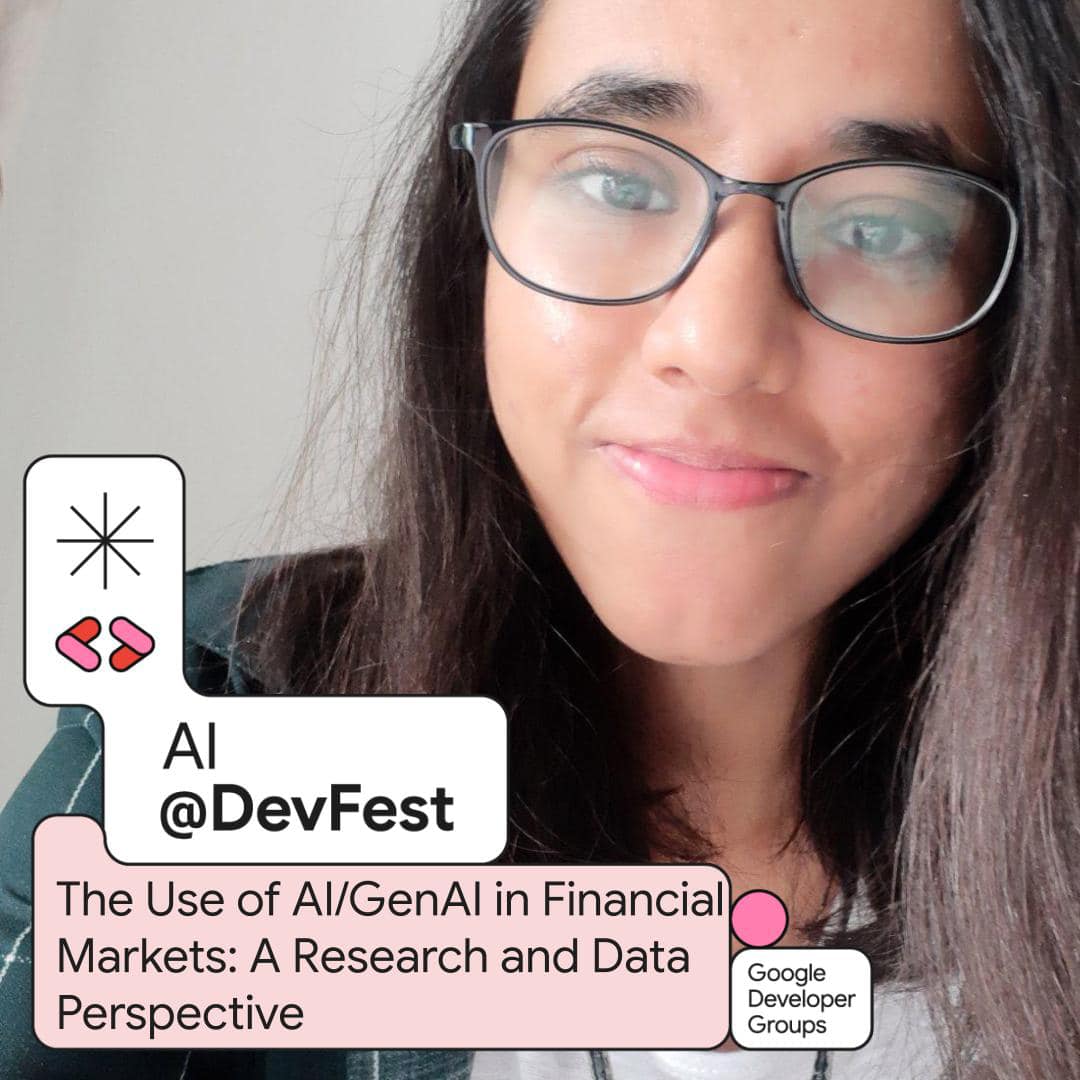 AI
@DevFest
The Use of AI/GenAI in Financial
Markets: A Research and Data
Perspective
Google
Developer
Groups